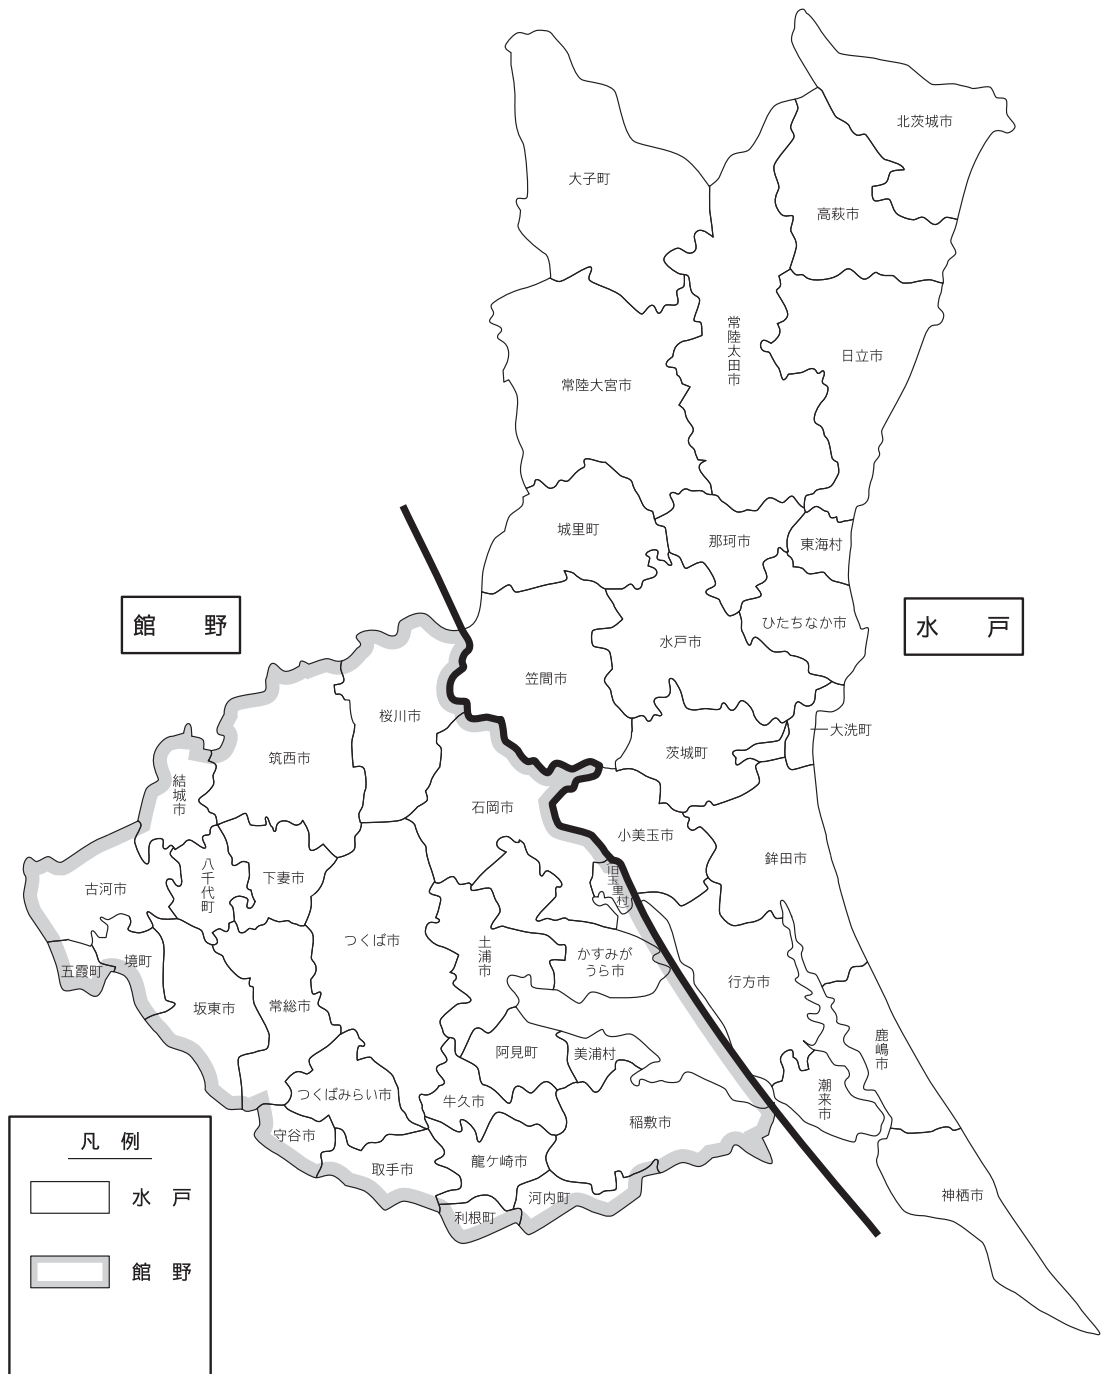 北茨城市
大子町
高萩市
常陸太田市
日立市
常陸大宮市
城里町
那珂市
東海村
館 野
水 戸
ひたちなか市
水戸市
笠間市
桜川市
大洗町
茨城町
筑西市
結城市
石岡市
小美玉市
鉾田市
旧玉里村
八千代町
下妻市
古河市
つくば市
土浦市
かすみが
うら市
五霞町
境町
行方市
坂東市
常総市
鹿嶋市
阿見町
美浦村
潮来市
つくばみらい市
牛久市
稲敷市
守谷市
取手市
龍ケ崎市
河内町
利根町
神栖市
凡 例
水 戸
館 野